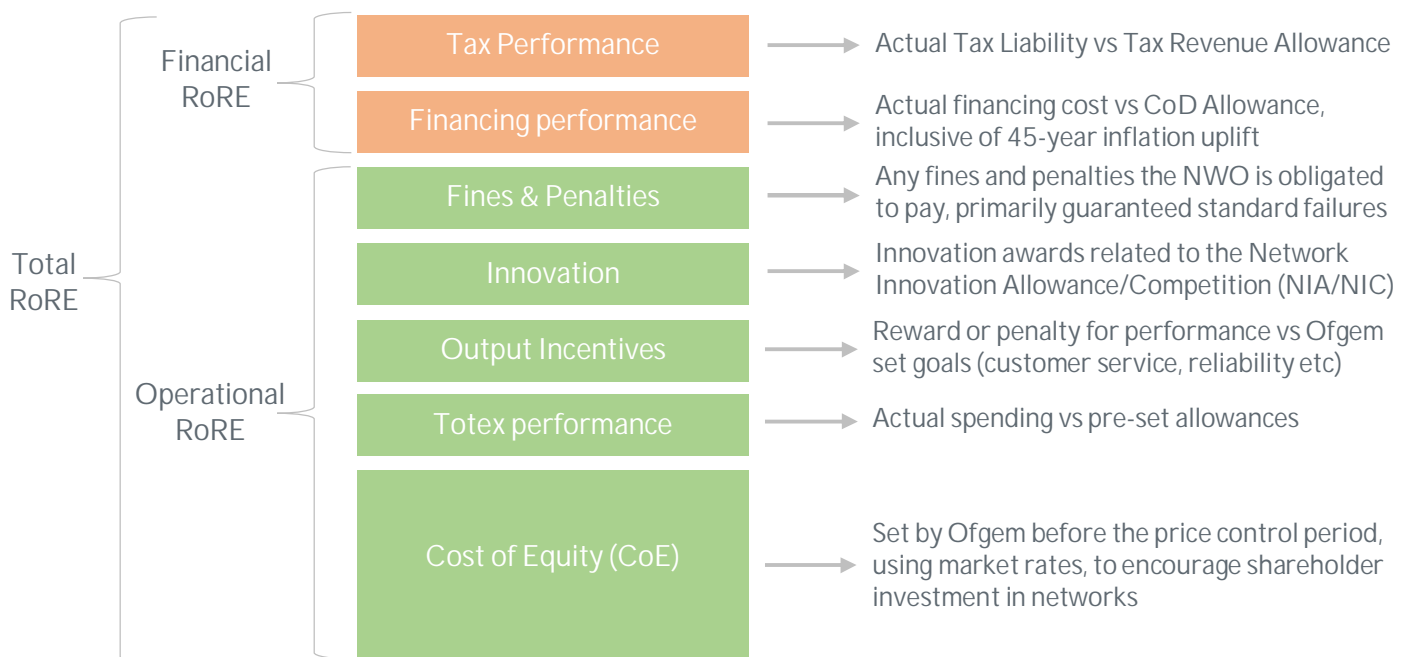 Total
RoRE
Financial
RoRE
Operational
RoRE
Tax Performance
Actual Tax Liability vs Tax Revenue Allowance
Financing performance
Actual financing cost vs CoD Allowance,
inclusive of 45-year inflation uplift
Fines & Penalties
Any fines and penalties the NWO is obligated
to pay, primarily guaranteed standard failures
Innovation
Innovation awards related to the Network
Innovation Allowance/Competition (NIA/NIC)
Output Incentives
Reward or penalty for performance vs Ofgem
set goals (customer service, reliability etc)
Totex performance
Actual spending vs pre-set allowances
Cost of Equity (CoE)
Set by Ofgem before the price control period,
using market rates, to encourage shareholder
investment in networks